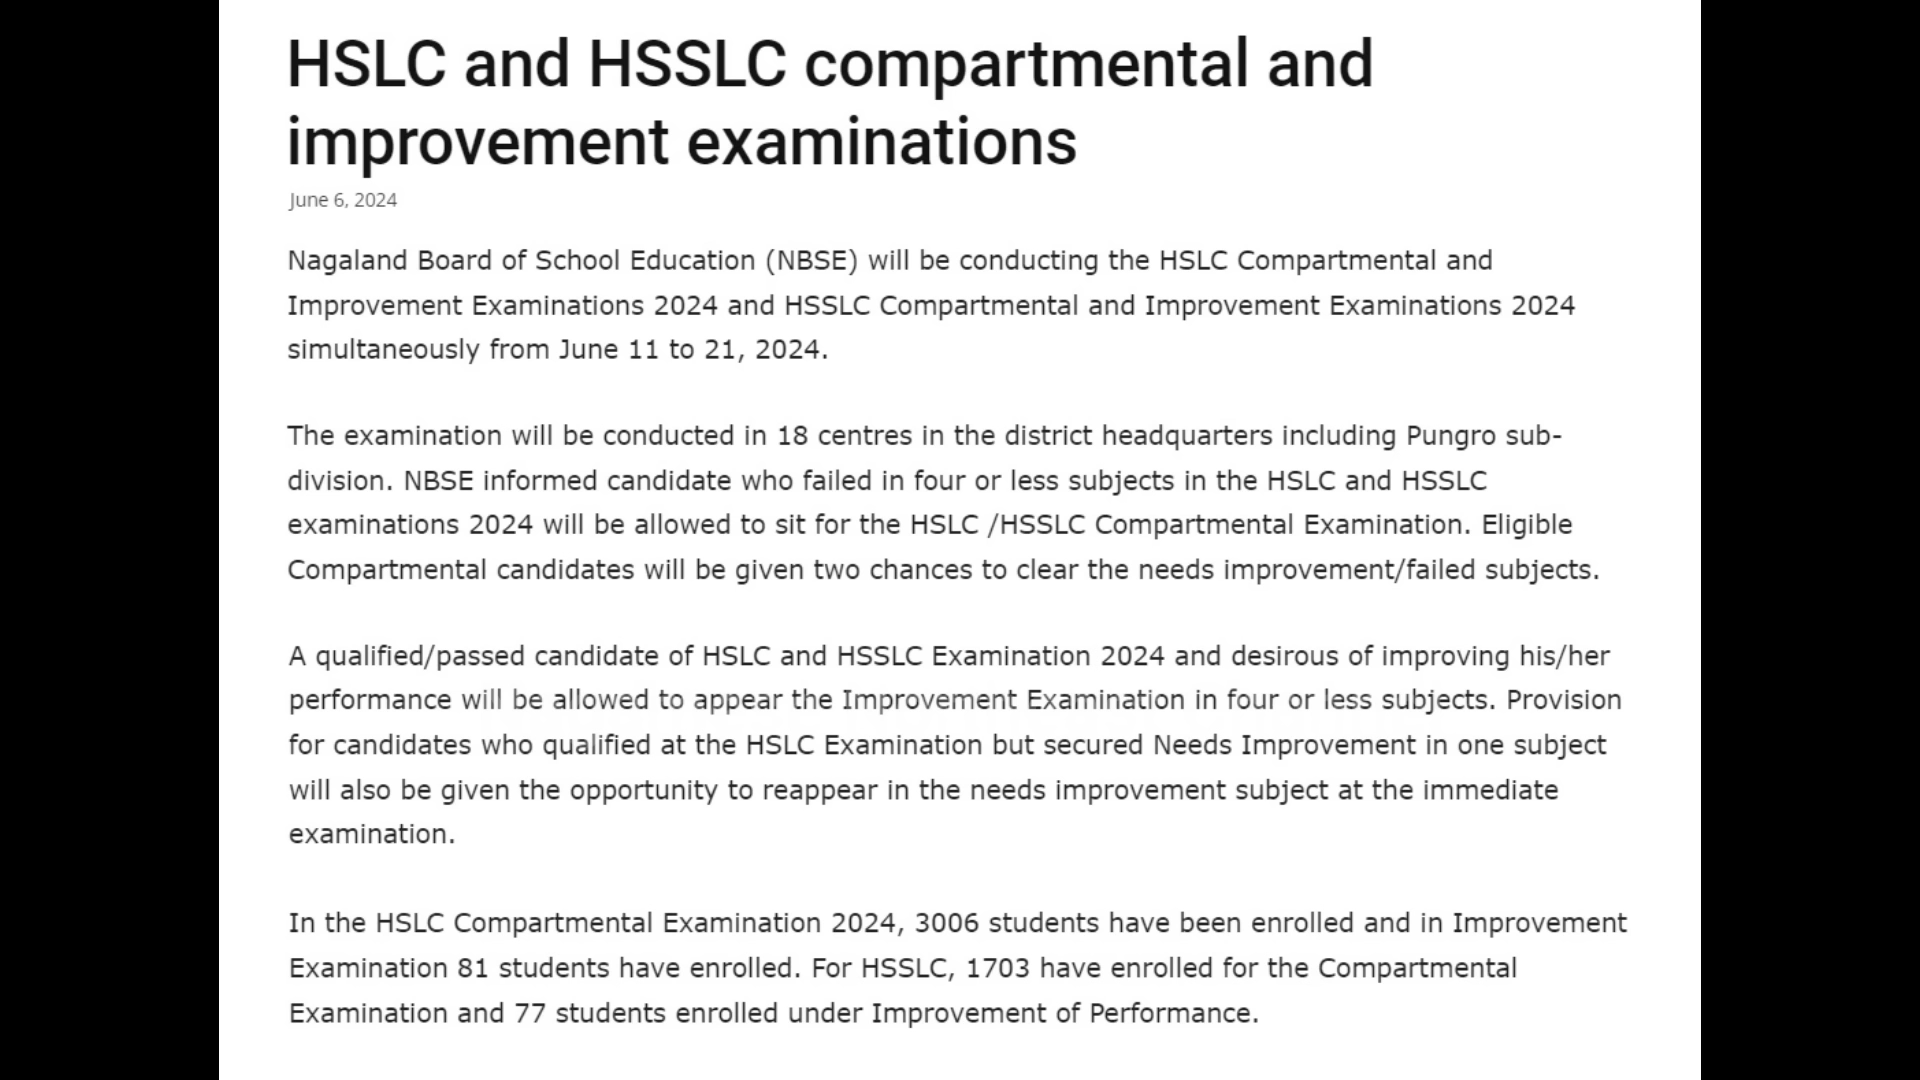 HSLC and HSSLC compartmental and
improvement examinations
June 6, 2024
Nagaland Board of School Education (NBSE) will be conducting the HSLC Compartmental and
Improvement Examinations 2024 and HSSLC Compartmental and Improvement Examinations 2024
simultaneously from June 11 to 21, 2024.
The examination will be conducted in 18 centres in the district headquarters including Pungro sub-
division. NBSE informed candidate who failed in four or less subjects in the HSLC and HSSLC
examinations 2024 will be allowed to sit for the HSLC /HSSLC Compartmental Examination. Eligible
Compartmental candidates will be given two chances to clear the needs improvement/failed subjects.
A qualified/passed candidate of HSLC and HSSLC Examination 2024 and desirous of improving his/her
performance will be allowed to appear the Improvement Examination in four or less subjects. Provision
for candidates who qualified at the HSLC Examination but secured Needs Improvement in one subject
will also be given the opportunity to reappear in the needs improvement subject at the immediate
examination.
In the HSLC Compartmental Examination 2024, 3006 students have been enrolled and in Improvement
Examination 81 students have enrolled. For HSSLC, 1703 have enrolled for the Compartmental
Examination and 77 students enrolled under Improvement of Performance.